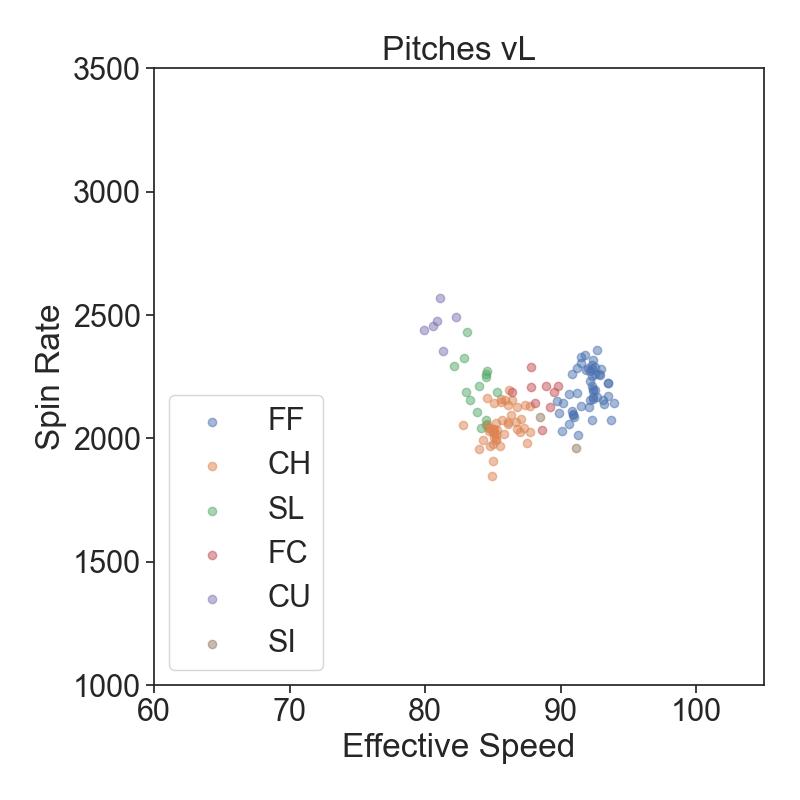 Pitches vL
3500
3000
2500
2000
1500
1000
Spin Rate
FF
CH
SL
FC
CU
SI
60 70 80 90 100
Effective Speed